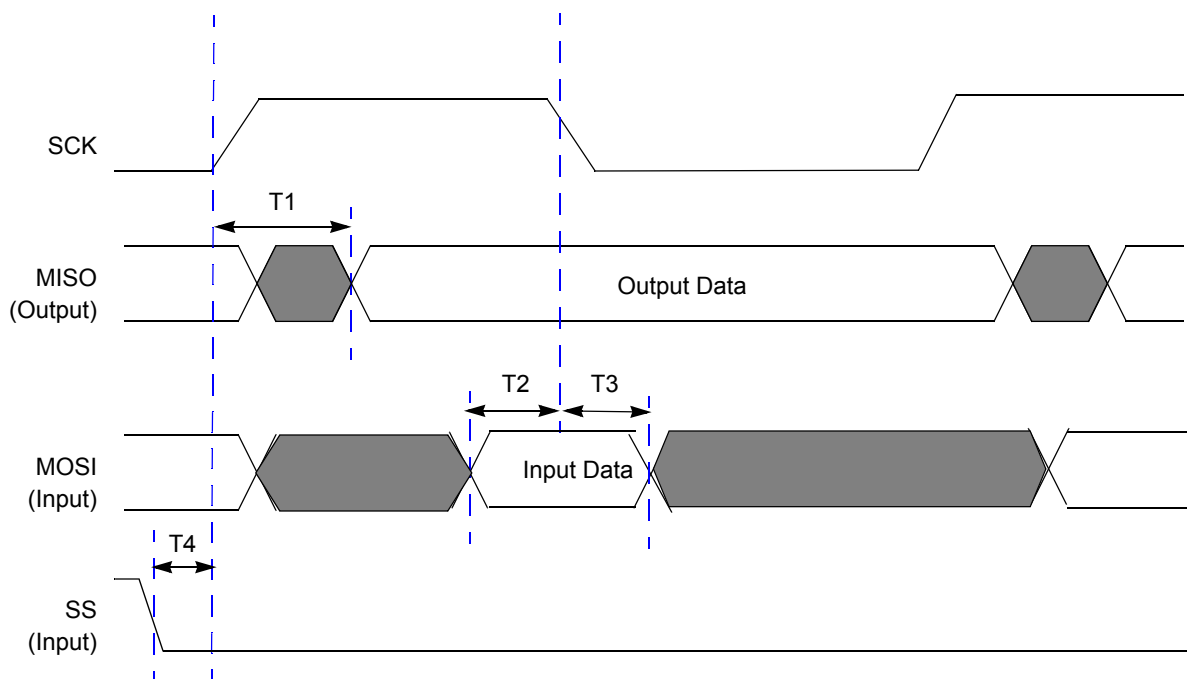 SCK
T1
MISO
(Output)
Output Data
T2
T3
MOSI
(Input)
Input Data
T4
SS
(Input)